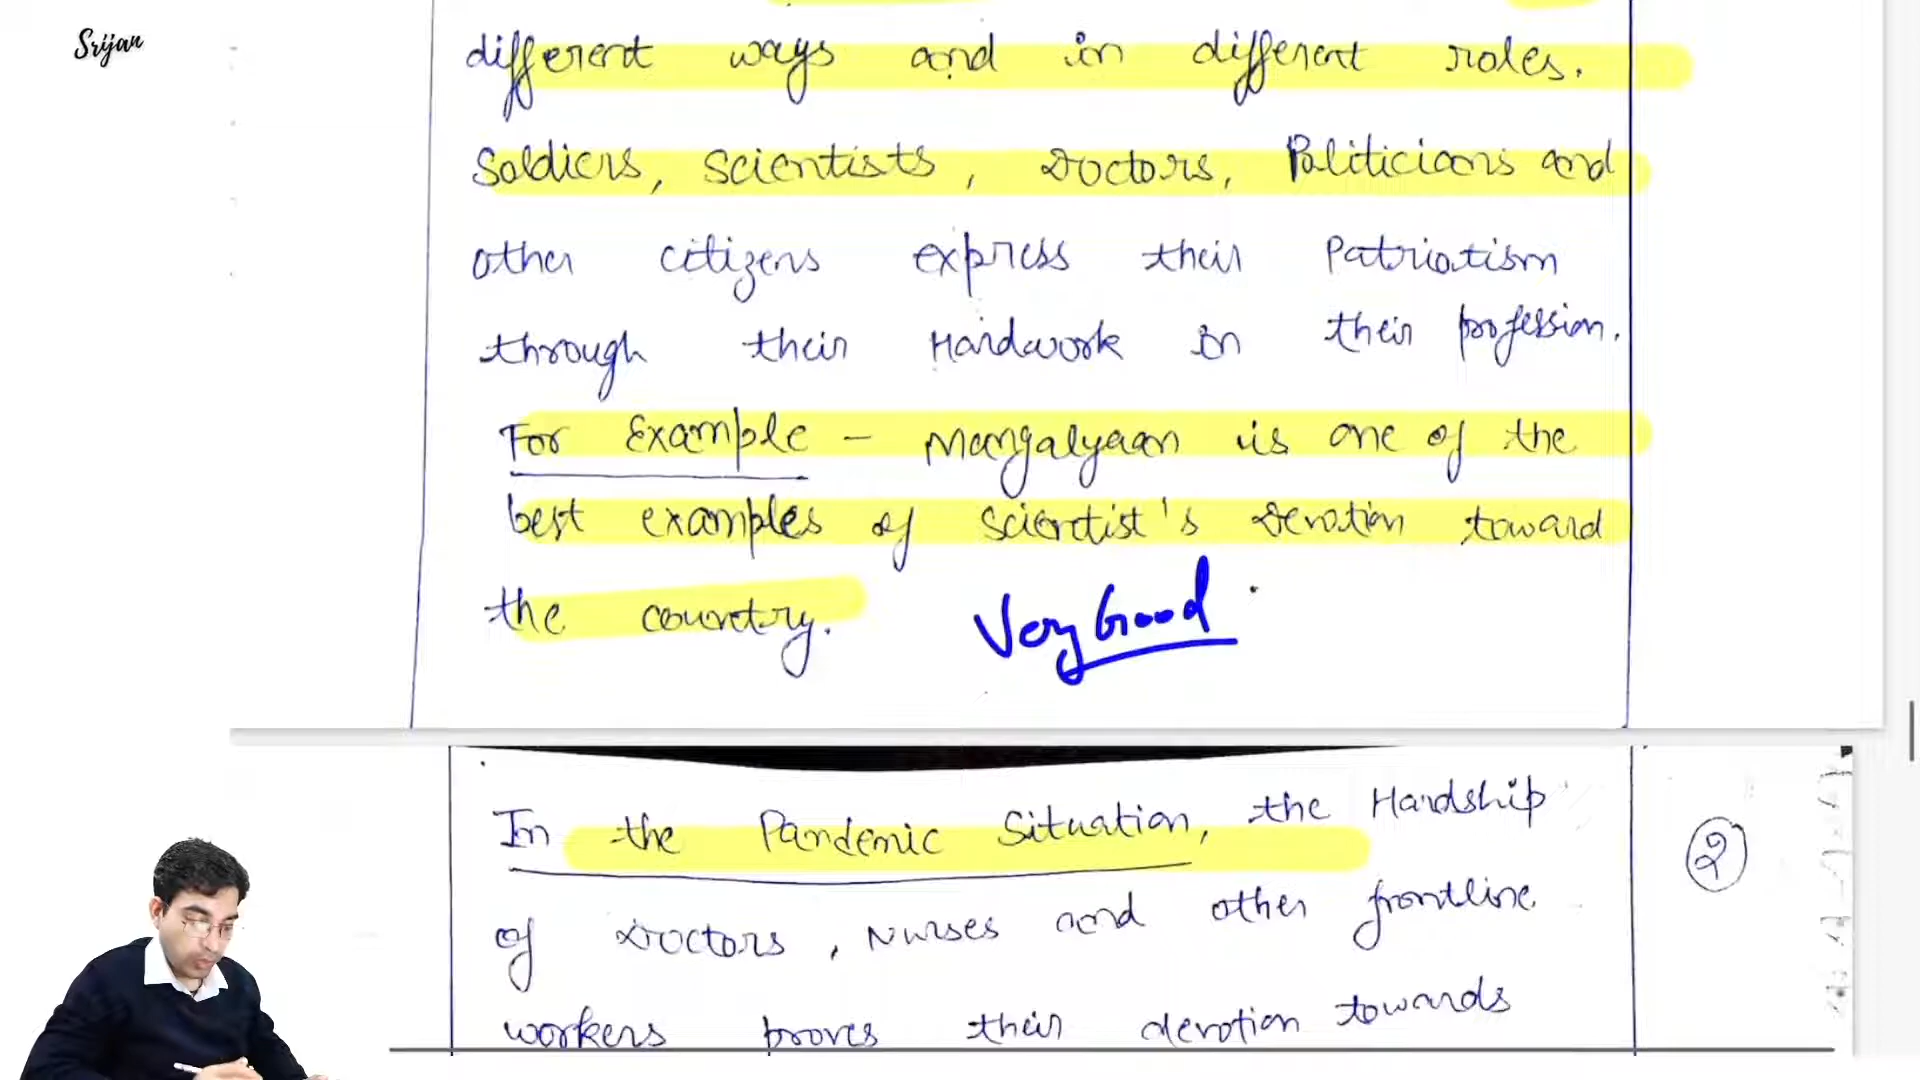 Srijan
different ways and in different roles.
Soldiers, Scientists, Doctors, Politicians and
other citizens express their Patriotism
through their Hardwork in their profession.
For Example - Mangalyaan is one of the
best examples of Scientist's Devotion toward
the country.
Very Good
In the Pandemic Situation, the Hardship
2
of Doctors, Nurses and other frontline
workers proves their devotion towards